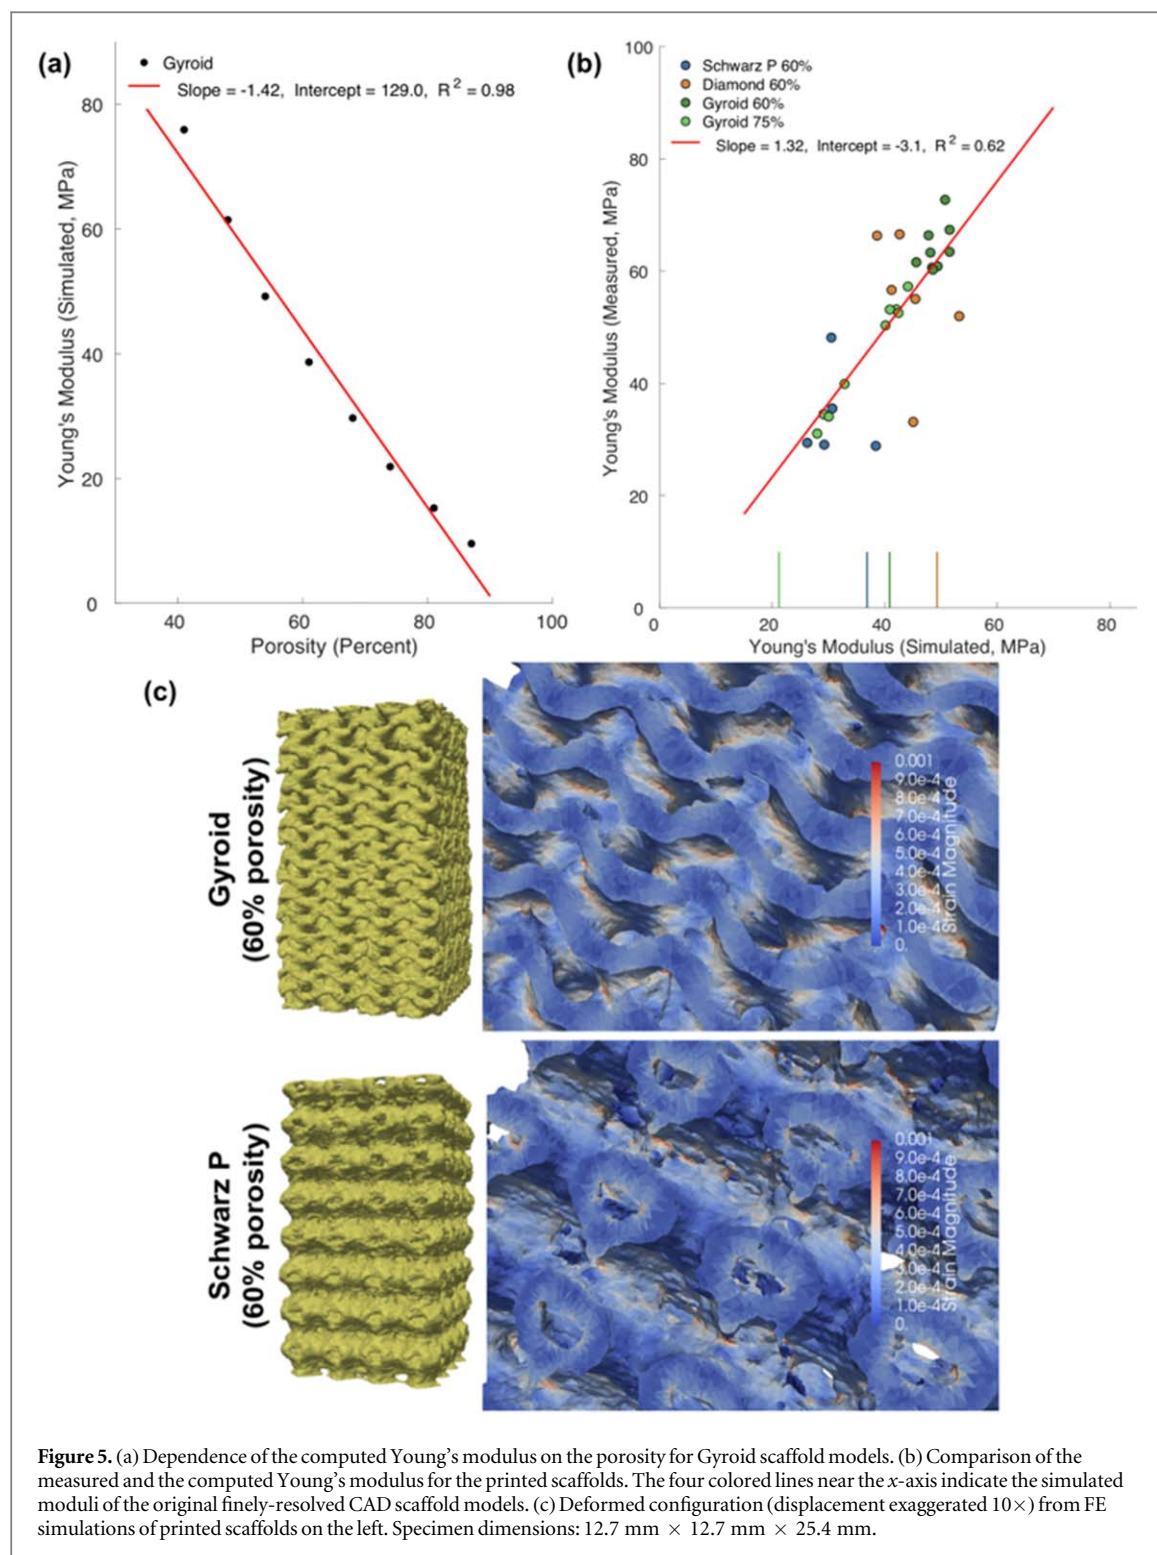 (a)
Gyroid
Slope = -1.42, Intercept = 129.0, R² = 0.98
Young's Modulus (Simulated, MPa)
80
60
40
20
0
40
60
80
100
Porosity (Percent)
(b)
Schwarz P 60%
Diamond 60%
Gyroid 60%
Gyroid 75%
Slope = 1.32, Intercept = -3.1, R² = 0.62
Young's Modulus (Measured, MPa)
100
80
60
40
20
0
0
20
40
60
80
Young's Modulus (Simulated, MPa)
(c)
Gyroid
(60% porosity)
0.001
9.0e-4
8.0e-4
7.0e-4
6.0e-4
5.0e-4
4.0e-4
3.0e-4
2.0e-4
1.0e-4
0.
Strain Magnitude
Schwarz P
(60% porosity)
0.001
9.0e-4
8.0e-4
7.0e-4
6.0e-4
5.0e-4
4.0e-4
3.0e-4
2.0e-4
1.0e-4
0.
Strain Magnitude
Figure 5. (a) Dependence of the computed Young's modulus on the porosity for Gyroid scaffold models. (b) Comparison of the
measured and the computed Young's modulus for the printed scaffolds. The four colored lines near the x-axis indicate the simulated
moduli of the original finely-resolved CAD scaffold models. (c) Deformed configuration (displacement exaggerated 10×) from FE
simulations of printed scaffolds on the left. Specimen dimensions: 12.7 mm × 12.7 mm × 25.4 mm.